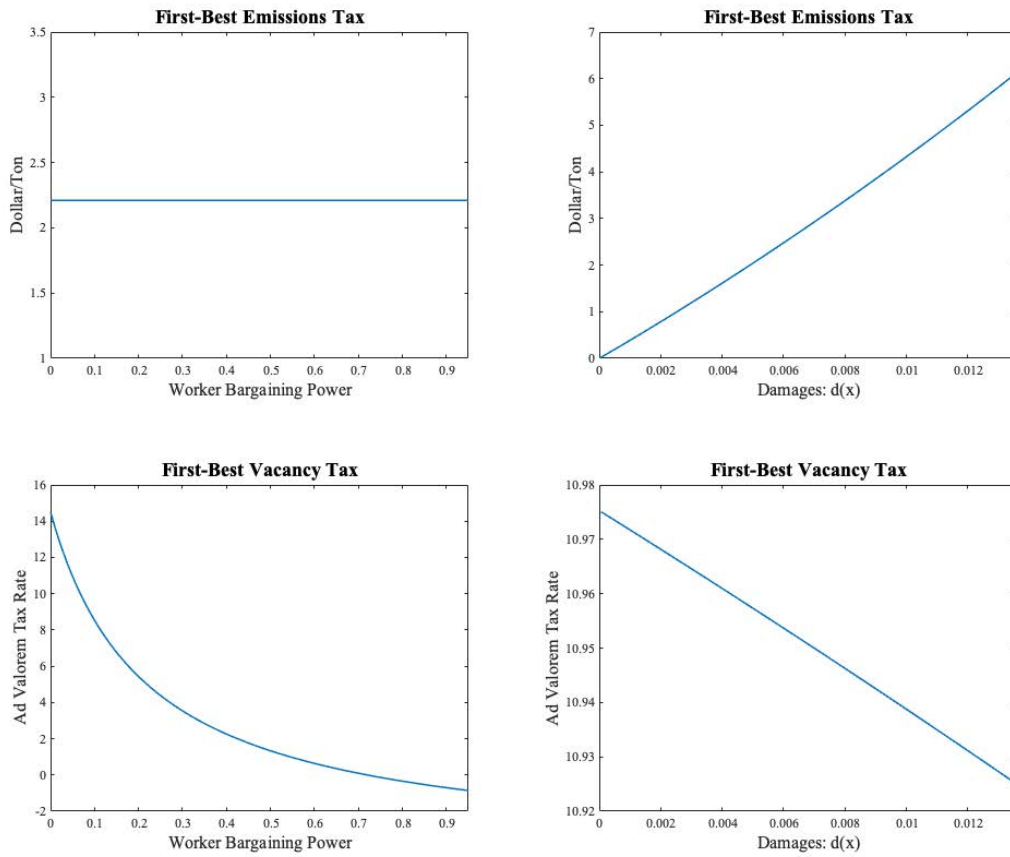 First-Best Emissions Tax
3.5
3
2.5
2
1.5
1
Dollar/Ton
0 0.1 0.2 0.3 0.4 0.5 0.6 0.7 0.8 0.9
Worker Bargaining Power
First-Best Emissions Tax
7
6
5
4
3
2
1
0
Dollar/Ton
0 0.002 0.004 0.006 0.008 0.01 0.012
Damages: d(x)
First-Best Vacancy Tax
16
14
12
10
8
6
4
2
0
-2
Ad Valorem Tax Rate
0 0.1 0.2 0.3 0.4 0.5 0.6 0.7 0.8 0.9
Worker Bargaining Power
First-Best Vacancy Tax
10.98
10.97
10.96
10.95
10.94
10.93
10.92
Ad Valorem Tax Rate
0 0.002 0.004 0.006 0.008 0.01 0.012
Damages: d(x)